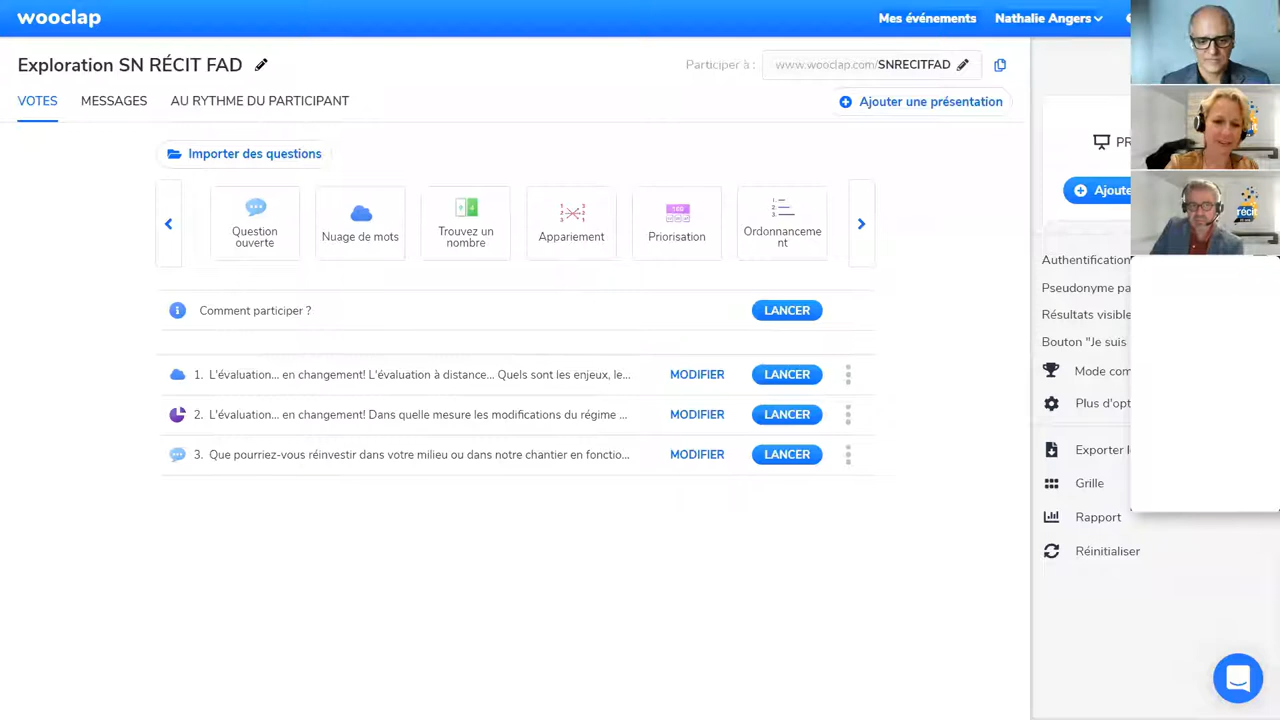 wooclap
Mes événements
Nathalie Angers
Exploration SN RÉCIT FAD
Participer à :
www.wooclap.com/SNRECITFAD
VOTES
MESSAGES
AU RYTHME DU PARTICIPANT
Ajouter une présentation
Importer des questions
Question
ouverte
Nuage de mots
Trouvez un
nombre
Appariement
Priorisation
Ordonnanceme
nt
Comment participer ?
LANCER
1. L'évaluation... en changement! L'évaluation à distance... Quels sont les enjeux, le...
MODIFIER
LANCER
2. L'évaluation... en changement! Dans quelle mesure les modifications du régime ...
MODIFIER
LANCER
3. Que pourriez-vous réinvestir dans votre milieu ou dans notre chantier en fonctio...
MODIFIER
LANCER
PR
Ajoute
Authentification
Pseudonyme pa
Résultats visible
Bouton "Je suis
Mode com
Plus d'opt
Exporter l
Grille
Rapport
Réinitialiser
récit